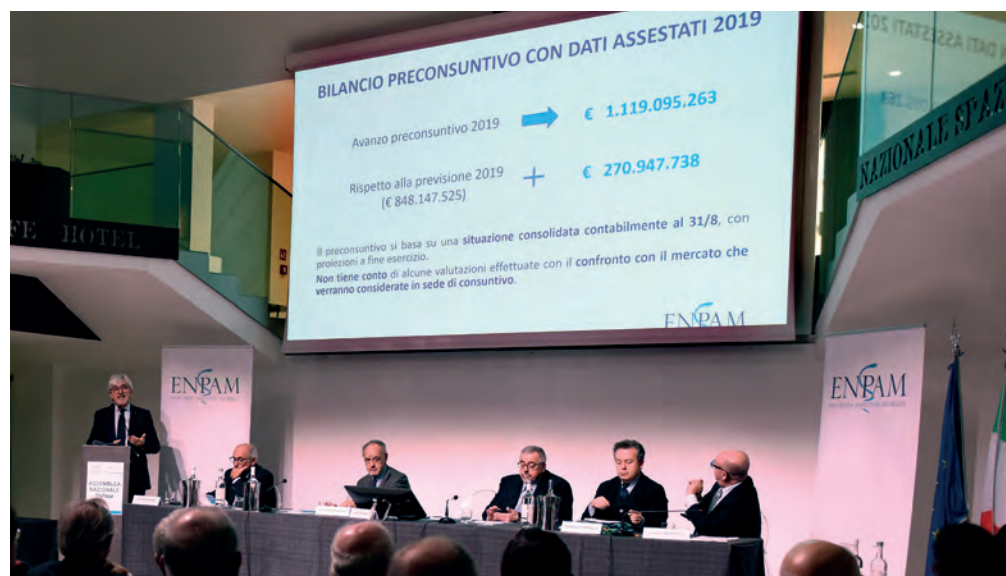 BILANCIO PRECONSUNTIVO CON DATI ASSESTATI 2019
Avanzo preconsuntivo 2019
€ 1.119.095.263
Rispetto alla previsione 2019
(€ 848.147.525)
+
€ 270.947.738
Il preconsuntivo si basa su una situazione consolidata contabilmente al 31/8, con
proiezioni a fine esercizio.
Non tiene conto di alcune valutazioni effettuate con il confronto con il mercato che
verranno considerate in sede di consuntivo.
ENPAM
FE HOTEL
NAZIONALE SPAZ
ENPAM
ENPAM
ASSEMBLEA
NAZIONALE
ENPAM